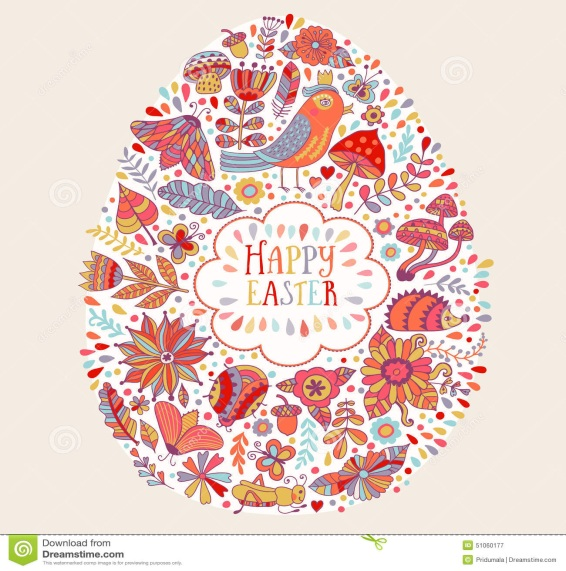 HAPPY
EASTER
Download from
Dreamstime.com
This watermarked comp image is for previewing purposes only.
51060177
Pridumala | Dreamstime.com